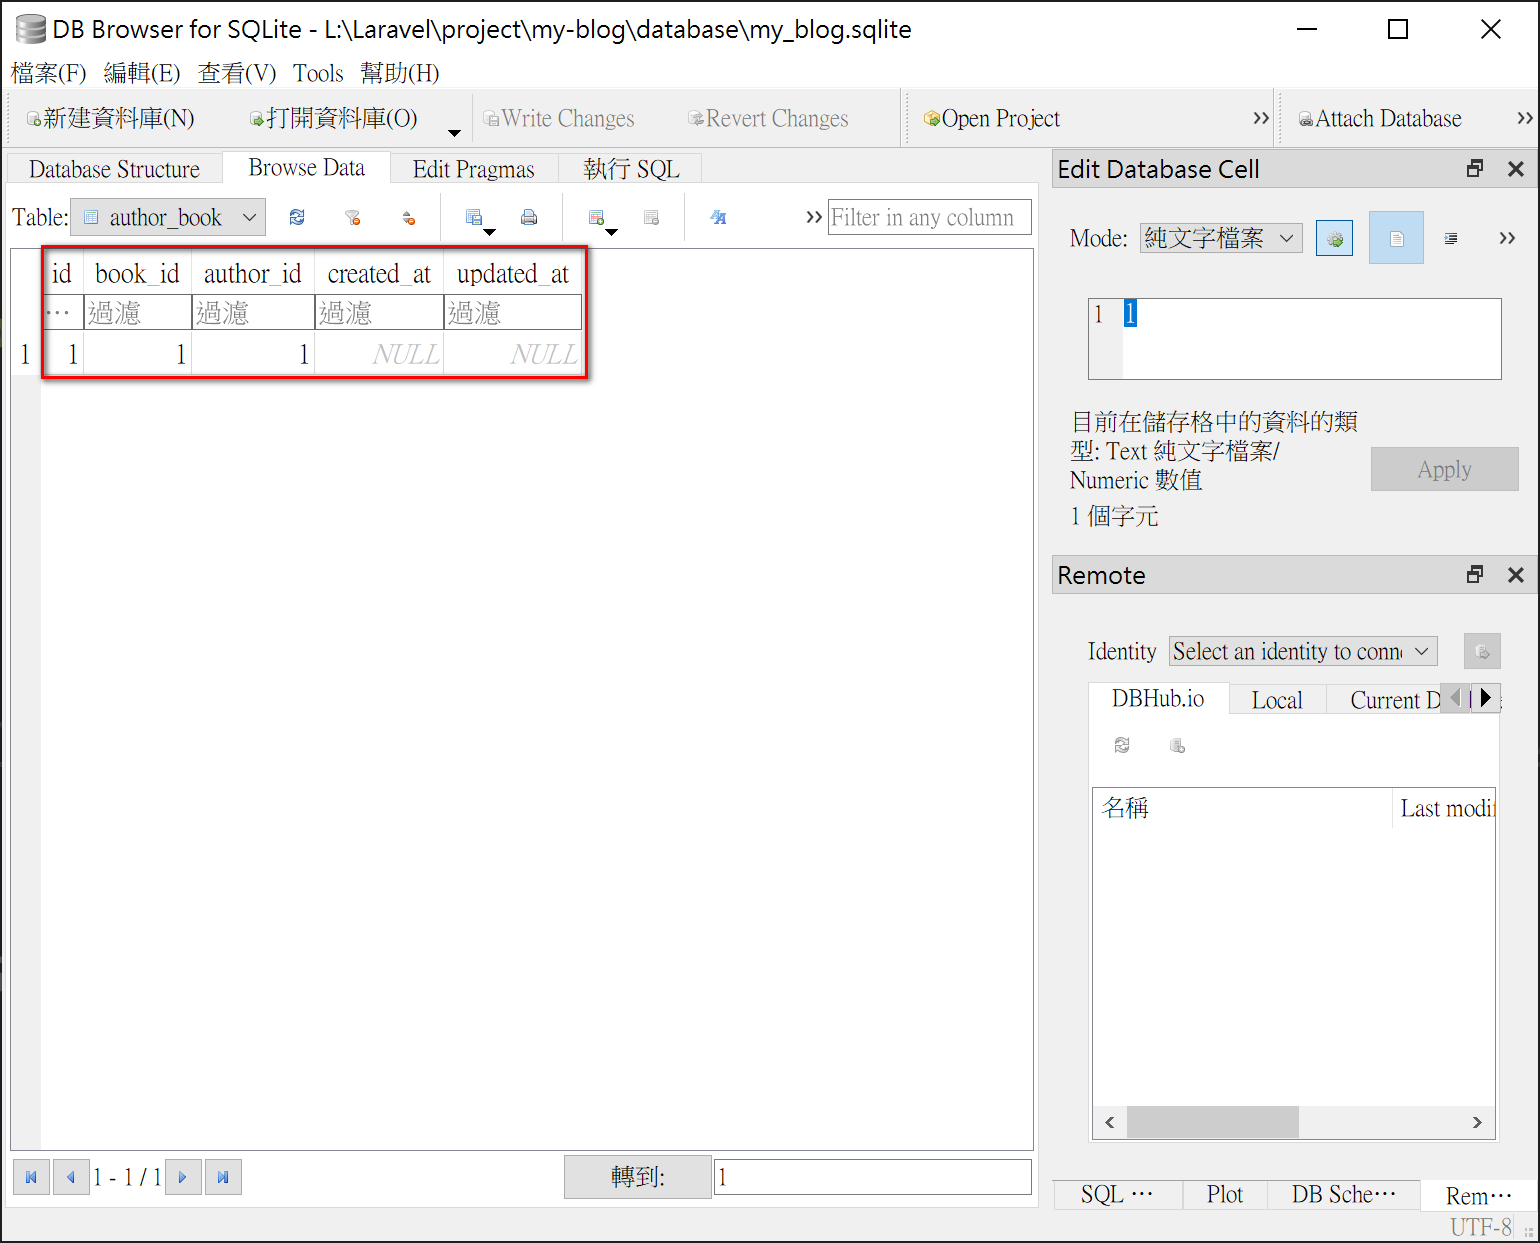 DB Browser for SQLite - L:\Laravel\project\my-blog\database\my_blog.sqlite
檔案(F) 編輯(E) 查看(V) Tools 幫助(H)
新建資料庫(N) 打開資料庫(O) Write Changes Revert Changes Open Project Attach Database
Database Structure Browse Data Edit Pragmas 執行 SQL
Table: author_book Filter in any column
id book_id author_id created_at updated_at
… 過濾 過濾 過濾 過濾
1 1 1 1 NULL NULL
1 - 1 / 1 轉到: 1
Edit Database Cell
Mode: 純文字檔案
1 1
目前在儲存格中的資料的類
型: Text 純文字檔案/
Numeric 數值
1 個字元
Apply
Remote
Identity Select an identity to conn
DBHub.io Local Current D
名稱 Last modif
SQL … Plot DB Sche… Rem…
UTF-8